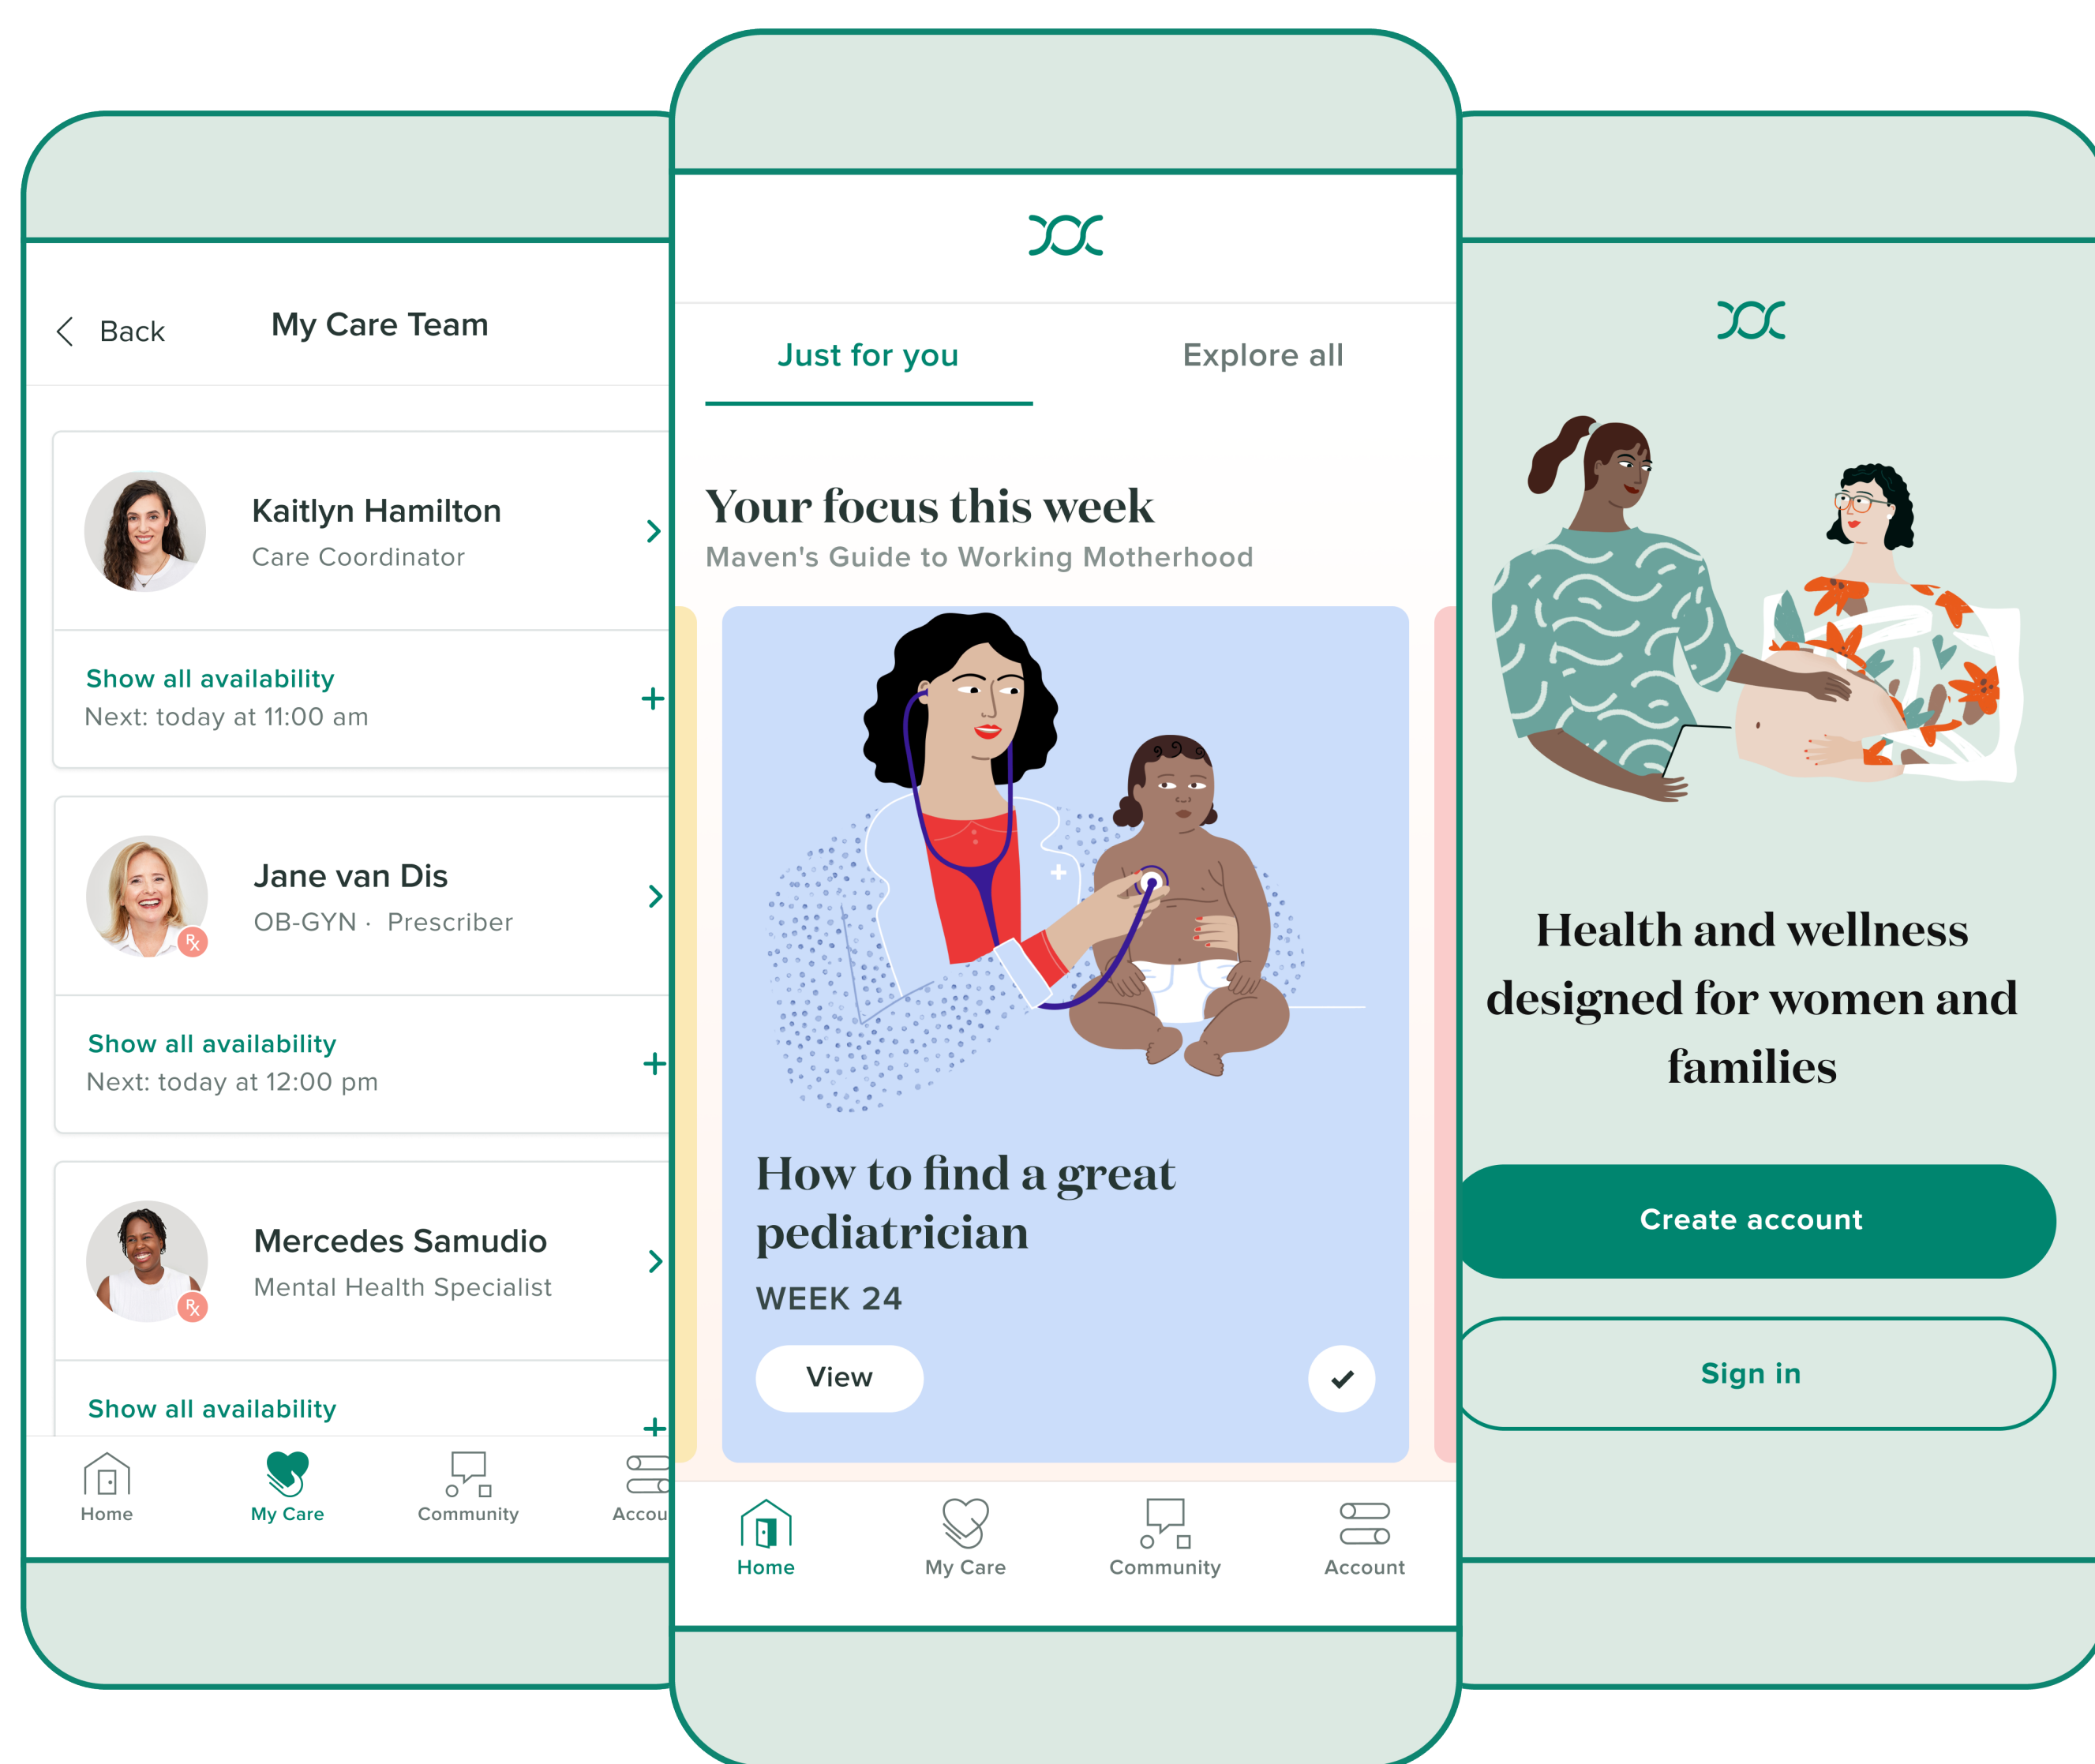 Back
My Care Team
Kaitlyn Hamilton
Care Coordinator
Show all availability
Next: today at 11:00 am
Jane van Dis
OB-GYN · Prescriber
Rx
Show all availability
Next: today at 12:00 pm
Mercedes Samudio
Mental Health Specialist
Rx
Show all availability
Home
My Care
Community
Accou
Just for you
Explore all
Your focus this week
Maven's Guide to Working Motherhood
How to find a great
pediatrician
WEEK 24
View
Home
My Care
Community
Account
Health and wellness
designed for women and
families
Create account
Sign in